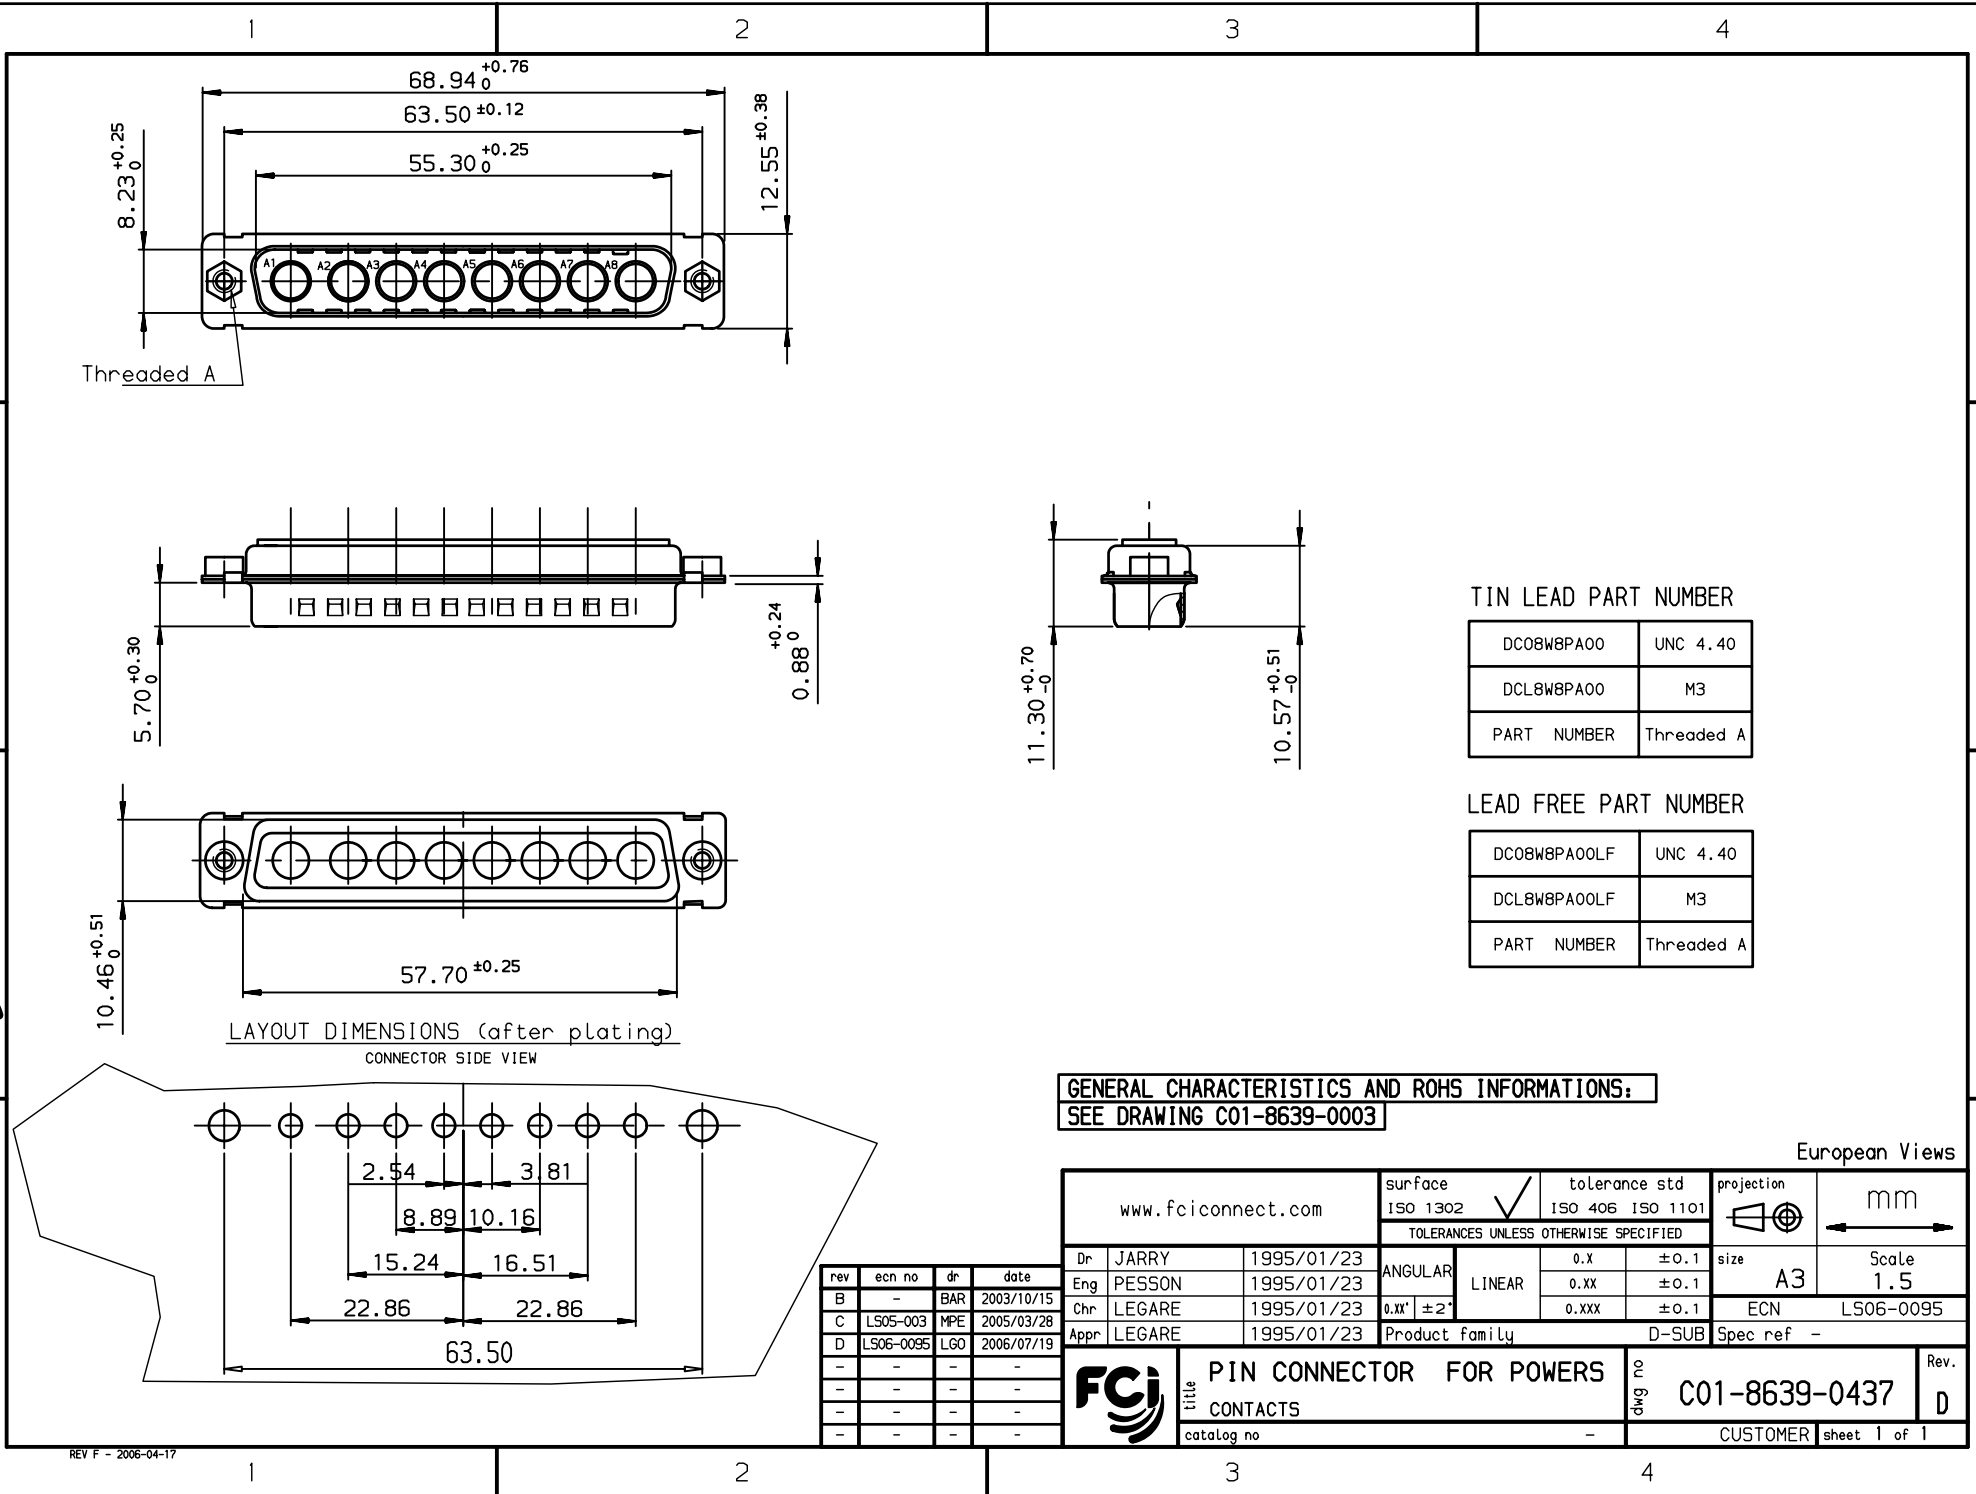 1 2 3 4
68.94 +0.76 0
63.50 ±0.12
55.30 +0.25 0
8.23 +0.25 0
12.55 ±0.38
A1 A2 A3 A4 A5 A6 A7 A8
Threaded A
5.70 +0.30 0
0.88 +0.24 0
11.30 +0.70 -0
10.57 +0.51 -0
TIN LEAD PART NUMBER
DC08W8PA00 UNC 4.40
DCL8W8PA00 M3
PART NUMBER Threaded A
LEAD FREE PART NUMBER
DC08W8PA00LF UNC 4.40
DCL8W8PA00LF M3
PART NUMBER Threaded A
10.46 +0.51 0
57.70 ±0.25
LAYOUT DIMENSIONS (after plating)
CONNECTOR SIDE VIEW
2.54 3.81
8.89 10.16
15.24 16.51
22.86 22.86
63.50
GENERAL CHARACTERISTICS AND ROHS INFORMATIONS:
SEE DRAWING C01-8639-0003
European Views
www.fciconnect.com
surface
ISO 1302
tolerance std
ISO 406 ISO 1101
projection
mm
TOLERANCES UNLESS OTHERWISE SPECIFIED
Dr JARRY 1995/01/23
Eng PESSON 1995/01/23
Chr LEGARE 1995/01/23
Appr LEGARE 1995/01/23
ANGULAR
0.XX° ±2°
LINEAR
0.X ±0.1
0.XX ±0.1
0.XXX ±0.1
size A3
Scale
1.5
ECN LS06-0095
Product family D-SUB
Spec ref -
rev ecn no dr date
B - BAR 2003/10/15
C LS05-003 MPE 2005/03/28
D LS06-0095 LGO 2006/07/19
- - - -
- - - -
- - - -
- - - -
FCi
title
PIN CONNECTOR FOR POWERS
CONTACTS
dwg no
C01-8639-0437
Rev.
D
catalog no -
CUSTOMER
sheet 1 of 1
REV F - 2006-04-17
1 2 3 4